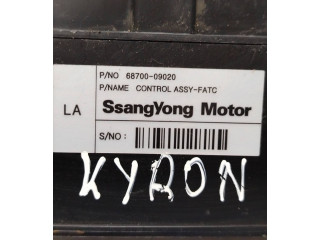 P/NO 68700-09020
P/NAME CONTROL ASSY-FATC
LA
SsangYong Motor
S/NO :
KYRON